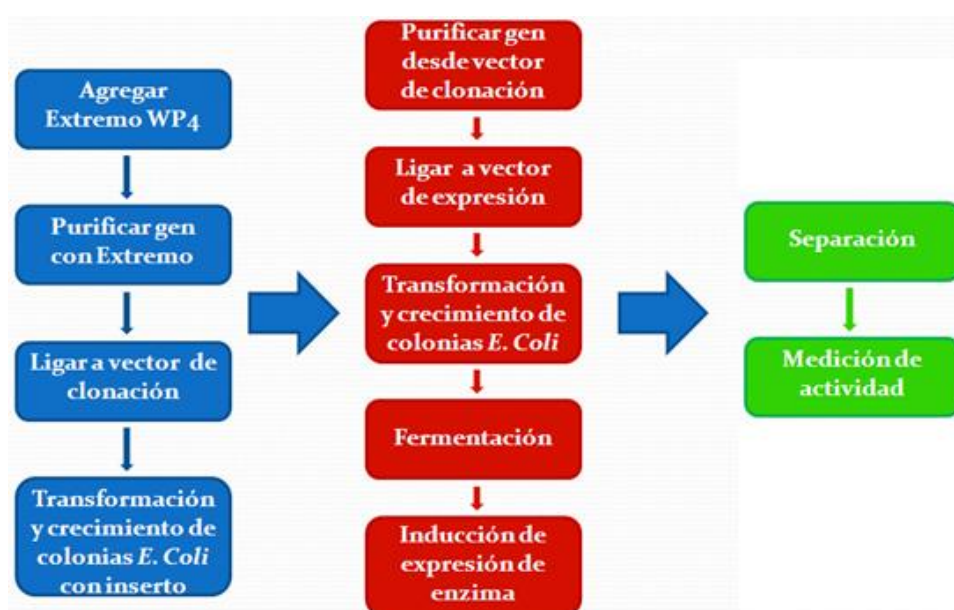 Agregar
Extremo WP4
Purificar gen
con Extremo
Ligar a vector de
clonación
Transformación
y crecimiento de
colonias E. Coli
con inserto
Purificar gen
desde vector
de clonación
Ligar a vector
de expresión
Transformación
y crecimiento de
colonias E. Coli
Fermentación
Inducción de
expresión de
enzima
Separación
Medición de
actividad